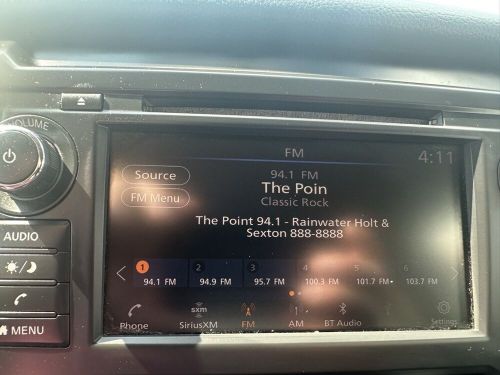 VOLUME
FM
4:11
94.1 FM
Source
The Poin
Classic Rock
FM Menu
The Point 94.1 - Rainwater Holt &
Sexton 888-8888
AUDIO
1 2 3 4 5 6
94.1 FM 94.9 FM 95.7 FM 100.3 FM 101.7 FM 103.7 FM
MENU
sxm
Phone SiriusXM FM AM BT Audio Settings